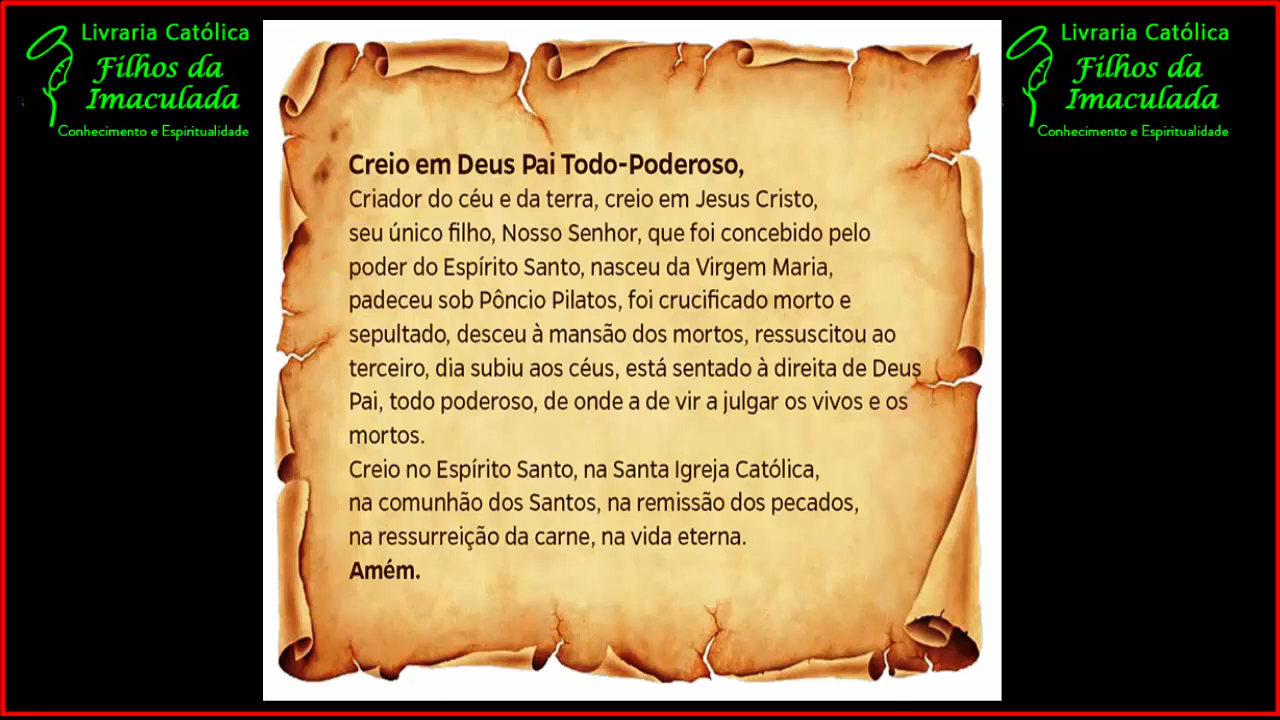 Livraria Católica
Filhos da
Imaculada
Conhecimento e Espiritualidade
Creio em Deus Pai Todo-Poderoso,
Criador do céu e da terra, creio em Jesus Cristo,
seu único filho, Nosso Senhor, que foi concebido pelo
poder do Espírito Santo, nasceu da Virgem Maria,
padeceu sob Pôncio Pilatos, foi crucificado morto e
sepultado, desceu à mansão dos mortos, ressuscitou ao
terceiro, dia subiu aos céus, está sentado à direita de Deus
Pai, todo poderoso, de onde a de vir a julgar os vivos e os
mortos.
Creio no Espírito Santo, na Santa Igreja Católica,
na comunhão dos Santos, na remissão dos pecados,
na ressurreição da carne, na vida eterna.
Amém.
Livraria Católica
Filhos da
Imaculada
Conhecimento e Espiritualidade